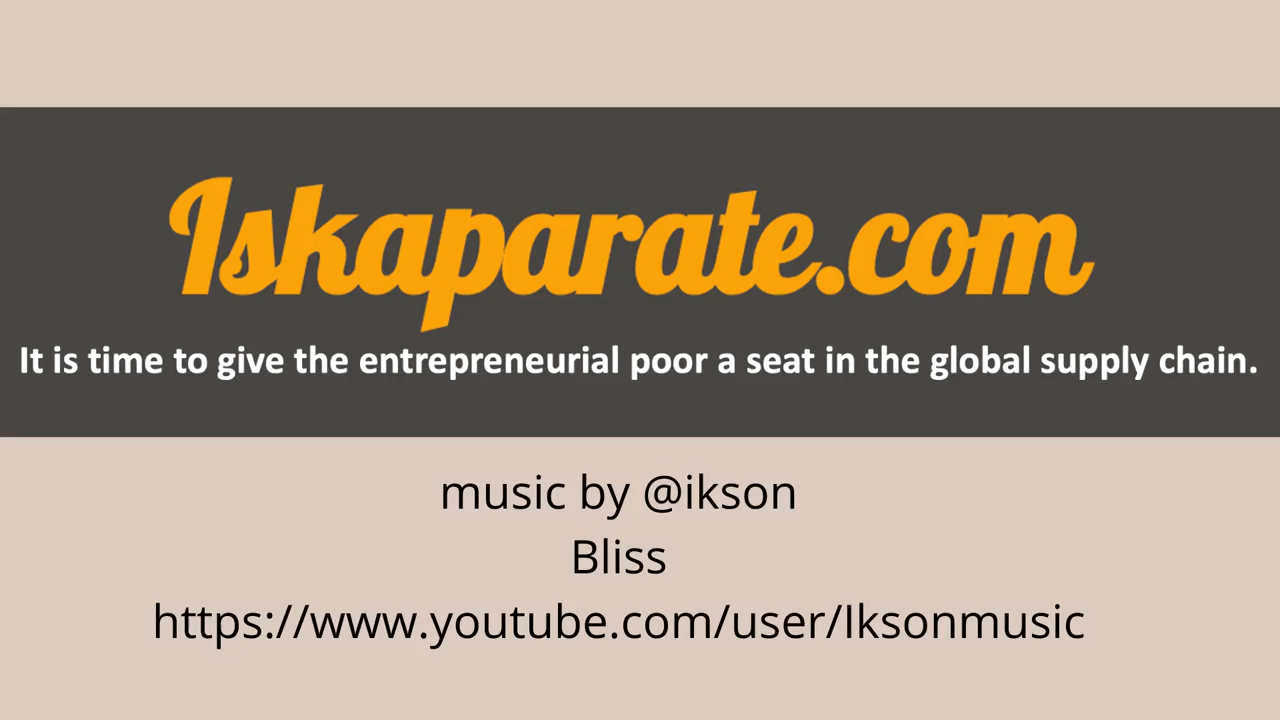 Iskaparate.com
It is time to give the entrepreneurial poor a seat in the global supply chain.
music by @ikson
Bliss
https://www.youtube.com/user/Iksonmusic